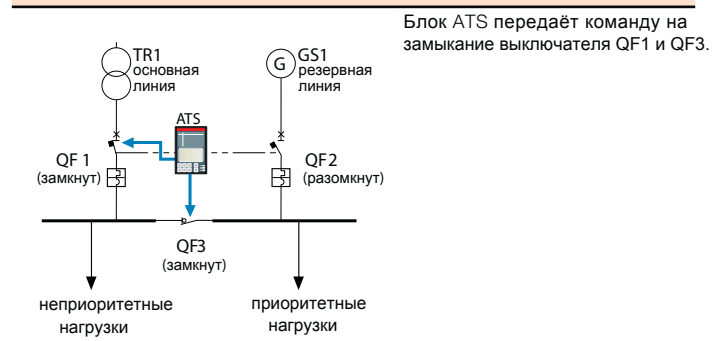 Блок ATS передаёт команду на
замыкание выключателя QF1 и QF3.
TR1
основная
линия
GS1
резервная
линия
G
ATS
QF 1
(замкнут)
QF2
(разомкнут)
QF3
(замкнут)
неприоритетные
нагрузки
приоритетные
нагрузки